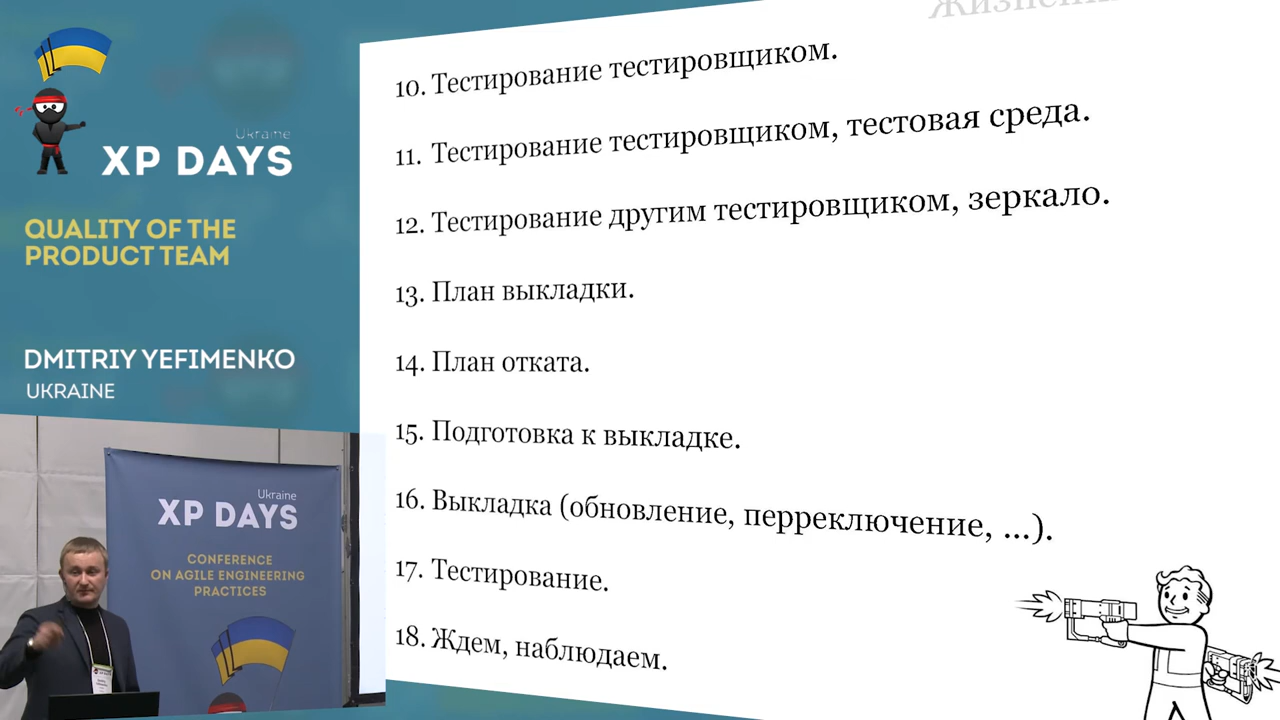 Ukraine
XP DAYS
QUALITY OF THE
PRODUCT TEAM
DMITRIY YEFIMENKO
UKRAINE
10. Тестирование тестировщиком.
11. Тестирование тестировщиком, тестовая среда.
12. Тестирование другим тестировщиком, зеркало.
13. План выкладки.
14. План отката.
15. Подготовка к выкладке.
16. Выкладка (обновление, перреключение, ...).
17. Тестирование.
18. Ждем, наблюдаем.
Ukraine
XP DAYS
CONFERENCE
ON AGILE ENGINEERING
PRACTICES